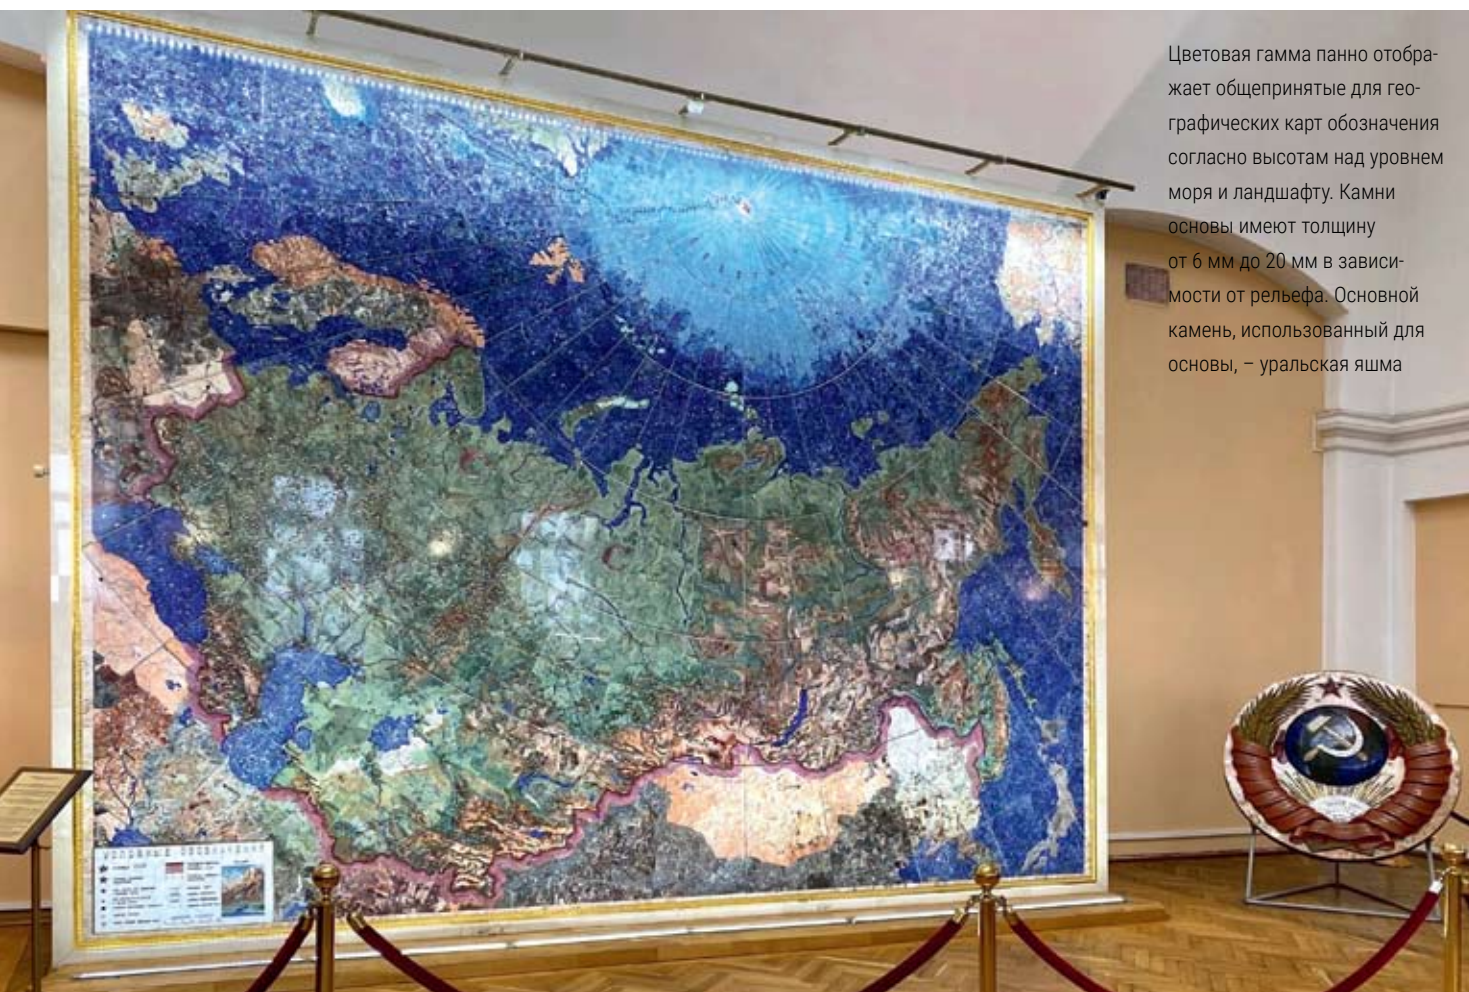 Цветовая гамма панно отобра-
жает общепринятые для гео-
графических карт обозначения
согласно высотам над уровнем
моря и ландшафту. Камни
основы имеют толщину
от 6 мм до 20 мм в зависи-
мости от рельефа. Основной
камень, использованный для
основы, – уральская яшма